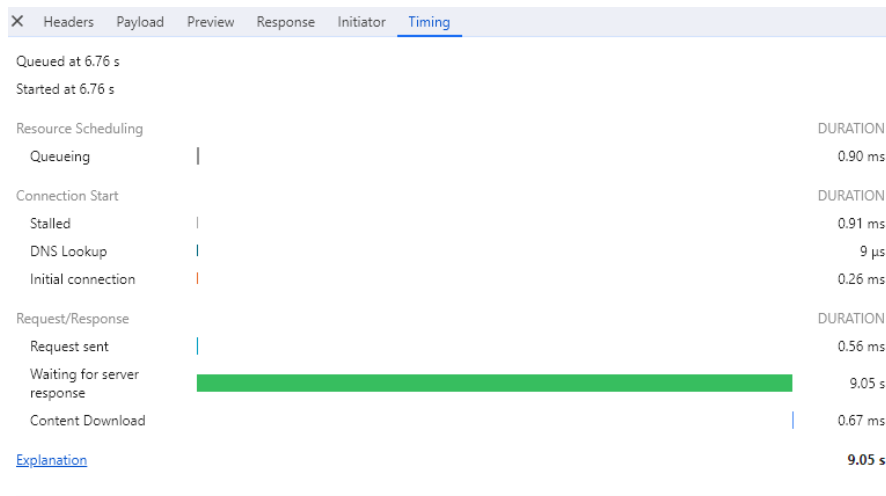 Headers Payload Preview Response Initiator Timing
Queued at 6.76 s
Started at 6.76 s
Resource Scheduling DURATION
Queueing 0.90 ms
Connection Start DURATION
Stalled 0.91 ms
DNS Lookup 9 μs
Initial connection 0.26 ms
Request/Response DURATION
Request sent 0.56 ms
Waiting for server
response 9.05 s
Content Download 0.67 ms
Explanation 9.05 s